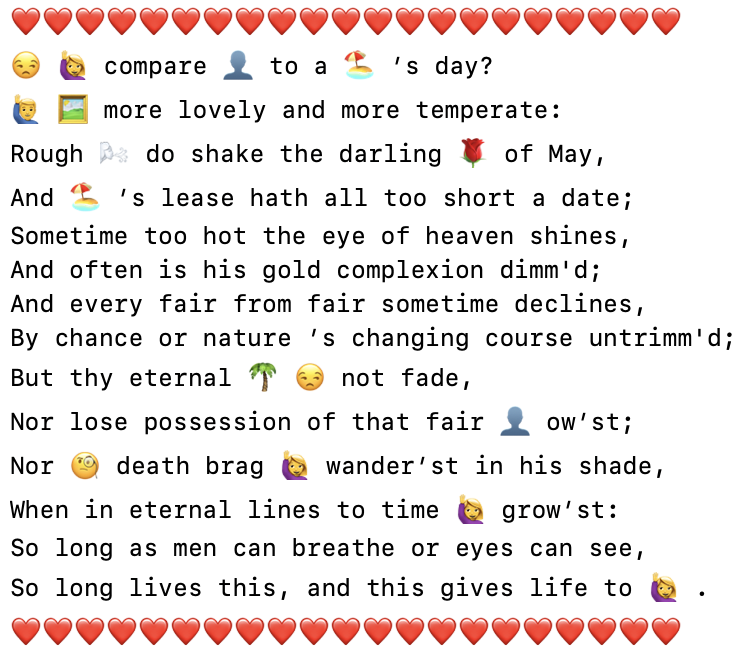 ❤️❤️❤️❤️❤️❤️❤️❤️❤️❤️❤️❤️❤️❤️❤️❤️❤️❤️❤️❤️❤️
😒 🙋‍♀️ compare 👤 to a 🏖️ ’s day?
🙋‍♂️ 🖼️ more lovely and more temperate:
Rough 🌬️ do shake the darling 🌹 of May,
And 🏖️ ’s lease hath all too short a date;
Sometime too hot the eye of heaven shines,
And often is his gold complexion dimm'd;
And every fair from fair sometime declines,
By chance or nature ’s changing course untrimm'd;
But thy eternal 🌴 😒 not fade,
Nor lose possession of that fair 👤 ow’st;
Nor 🧐 death brag 🙋‍♀️ wander’st in his shade,
When in eternal lines to time 🙋‍♀️ grow’st:
So long as men can breathe or eyes can see,
So long lives this, and this gives life to 🙋‍♀️ .
❤️❤️❤️❤️❤️❤️❤️❤️❤️❤️❤️❤️❤️❤️❤️❤️❤️❤️❤️❤️❤️